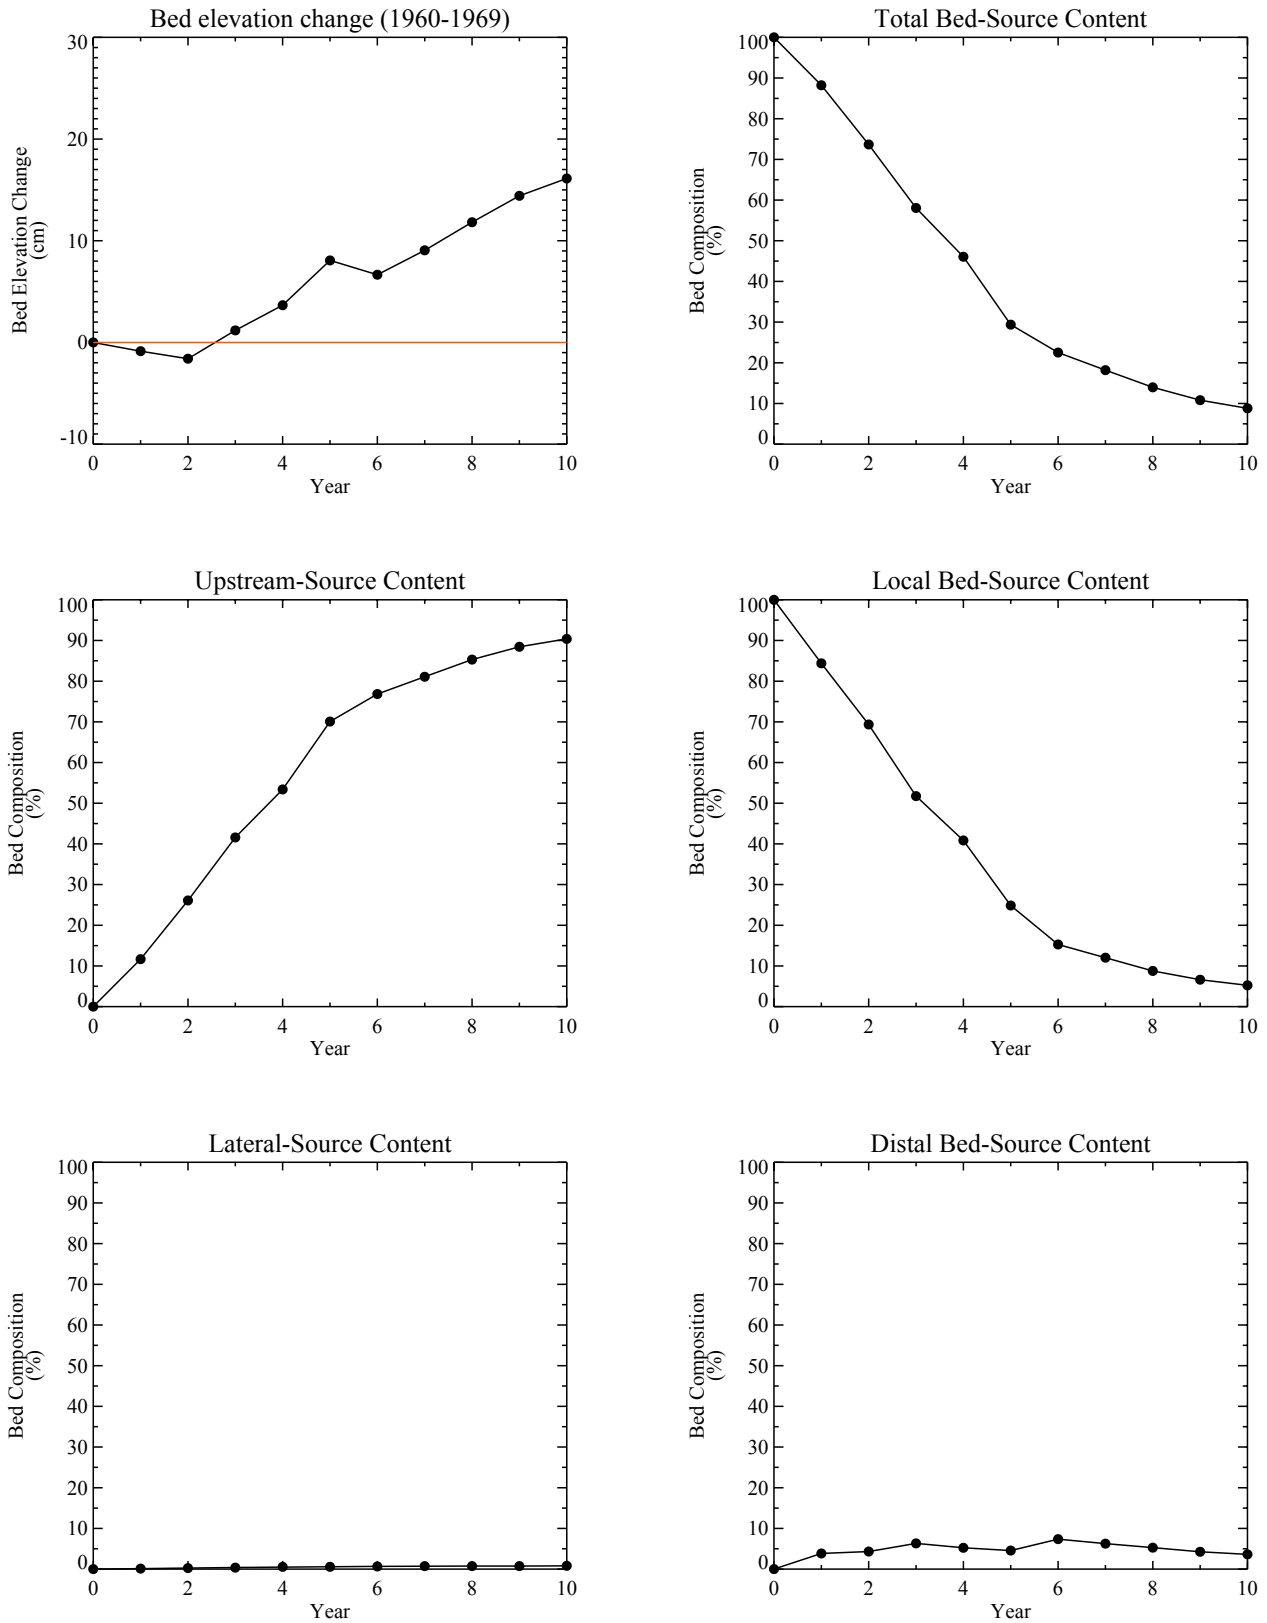 Bed elevation change (1960-1969)
30
20
10
0
-10
Bed Elevation Change
(cm)
0 2 4 6 8 10
Year
Total Bed-Source Content
100
90
80
70
60
50
40
30
20
10
0
Bed Composition
(%)
0 2 4 6 8 10
Year
Upstream-Source Content
100
90
80
70
60
50
40
30
20
10
0
Bed Composition
(%)
0 2 4 6 8 10
Year
Local Bed-Source Content
100
90
80
70
60
50
40
30
20
10
0
Bed Composition
(%)
0 2 4 6 8 10
Year
Lateral-Source Content
100
90
80
70
60
50
40
30
20
10
0
Bed Composition
(%)
0 2 4 6 8 10
Year
Distal Bed-Source Content
100
90
80
70
60
50
40
30
20
10
0
Bed Composition
(%)
0 2 4 6 8 10
Year